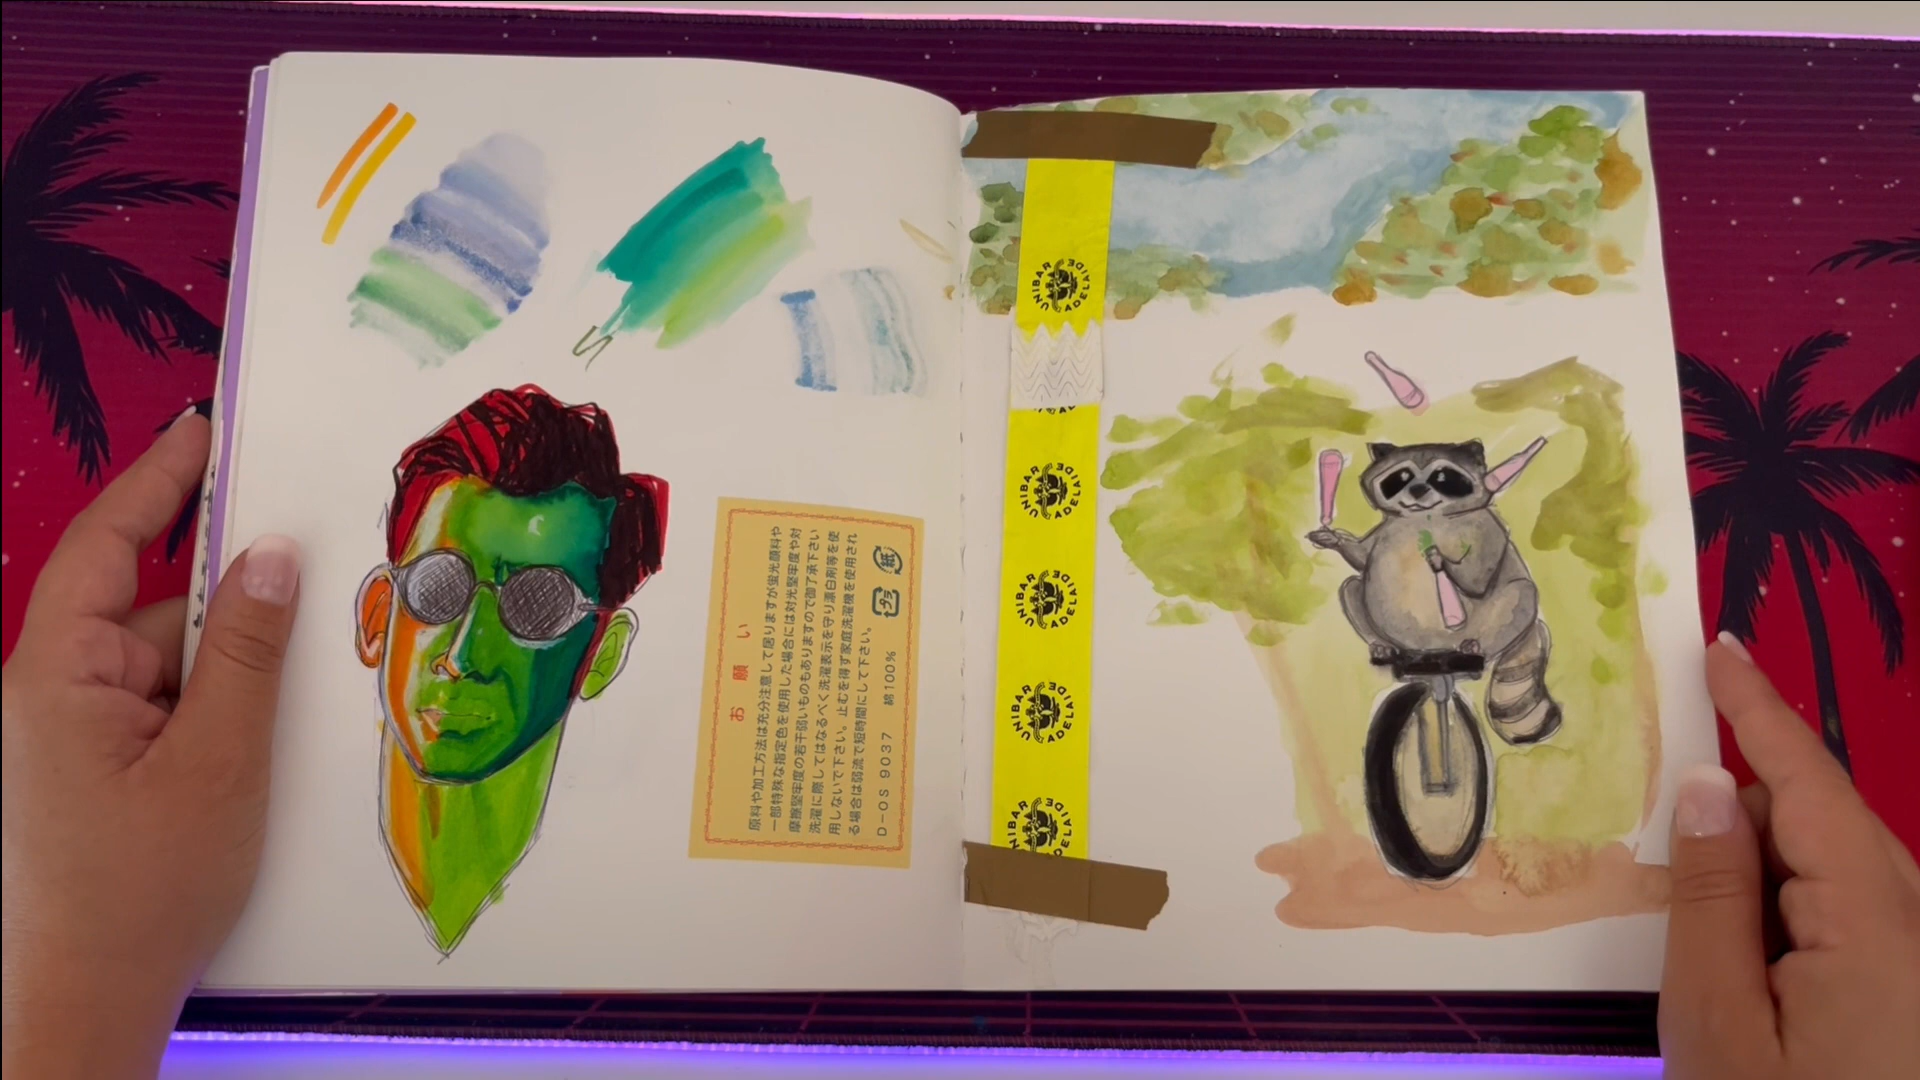 お願い
原料や加工方法は充分注意して居りますが蛍光顔料や
一部特殊な指定色を使用した場合には対光堅牢度や対
摩擦堅牢度の若干弱いものもありますので御了承下さい
洗濯に際してはなるべく洗濯表示を守り漂白剤等を使
用しないで下さい。止むを得ず家庭洗濯機を使用され
る場合は弱流で短時間にして下さい。
D-OS 9037 綿100%
プラ
紙
UNIBAR ADELAIDE
UNIBAR ADELAIDE
UNIBAR ADELAIDE
UNIBAR ADELAIDE
UNIBAR ADELAIDE